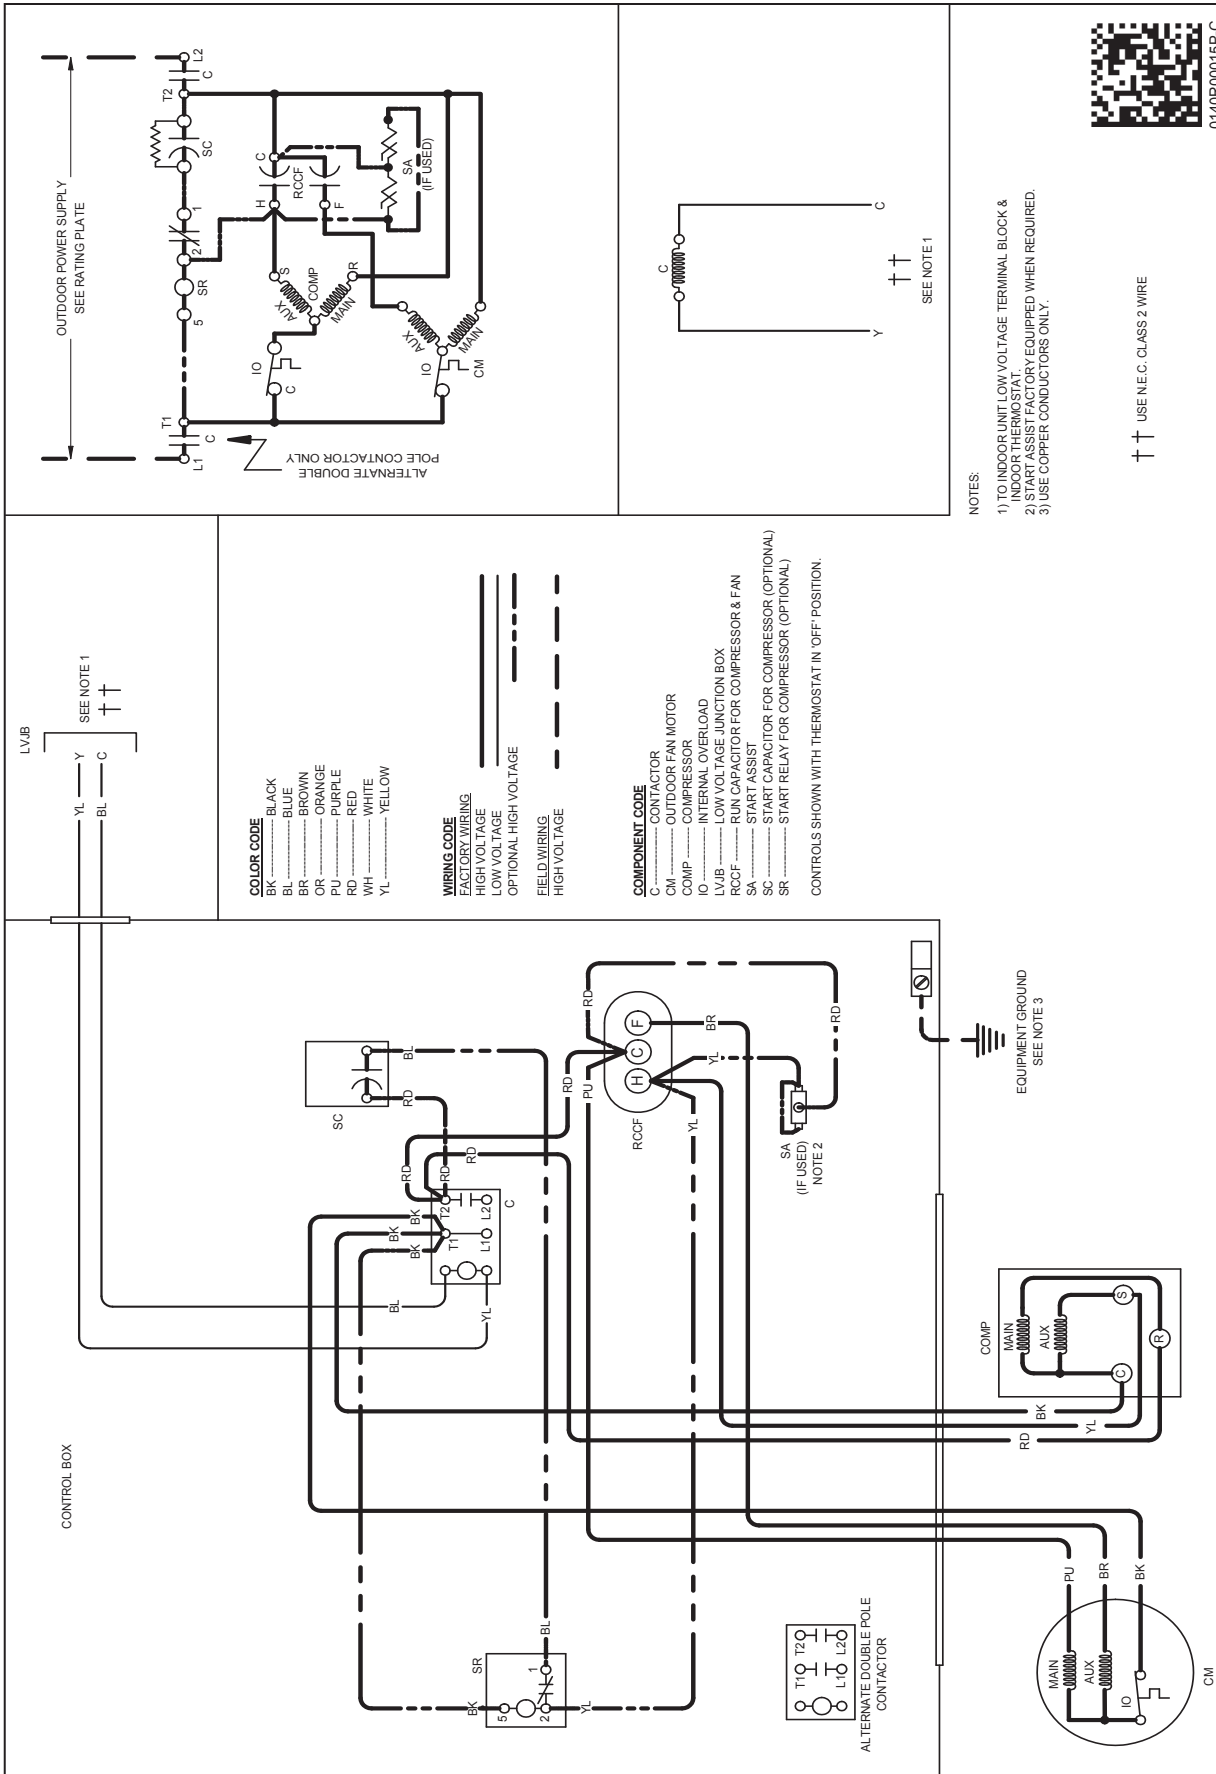 CONTROL BOX
SR
BK
5
2
1
YL
BL
ALTERNATE DOUBLE POLE
CONTACTOR
T1
T2
L1
L2
CM
MAIN
AUX
IO
PU
BR
BK
COMP
MAIN
AUX
C
S
R
BK
YL
RD
BL
YL
BK
BK
BK
T1
T2
L1
L2
C
RD
RD
RD
SC
RD
BL
RD
PU
RD
RCCF
H
C
F
YL
YL
BR
RD
SA
(IF USED)
NOTE 2
EQUIPMENT GROUND
SEE NOTE 3
LVJB
YL
Y
BL
C
SEE NOTE 1
COLOR CODE
BK ---------- BLACK
BL ---------- BLUE
BR ---------- BROWN
OR ---------- ORANGE
PU ---------- PURPLE
RD ---------- RED
WH ---------- WHITE
YL ---------- YELLOW
WIRING CODE
FACTORY WIRING
HIGH VOLTAGE
LOW VOLTAGE
OPTIONAL HIGH VOLTAGE
FIELD WIRING
HIGH VOLTAGE
COMPONENT CODE
C ---------- CONTACTOR
CM ---------- OUTDOOR FAN MOTOR
COMP ---------- COMPRESSOR
IO ---------- INTERNAL OVERLOAD
LVJB ---------- LOW VOLTAGE JUNCTION BOX
RCCF ---------- RUN CAPACITOR FOR COMPRESSOR & FAN
SA ---------- START ASSIST
SC ---------- START CAPACITOR FOR COMPRESSOR (OPTIONAL)
SR ---------- START RELAY FOR COMPRESSOR (OPTIONAL)
CONTROLS SHOWN WITH THERMOSTAT IN 'OFF' POSITION.
OUTDOOR POWER SUPPLY
SEE RATING PLATE
L1
C
T1
5
SR
2
1
SC
T2
C
L2
ALTERNATE DOUBLE
POLE CONTACTOR ONLY
IO
C
AUX
S
COMP
MAIN
R
H
RCCF
C
F
SA
(IF USED)
IO
AUX
MAIN
CM
C
Y
C
SEE NOTE 1
NOTES:
1) TO INDOOR UNIT LOW VOLTAGE TERMINAL BLOCK &
INDOOR THERMOSTAT.
2) START ASSIST FACTORY EQUIPPED WHEN REQUIRED.
3) USE COPPER CONDUCTORS ONLY.
†† USE N.E.C. CLASS 2 WIRE